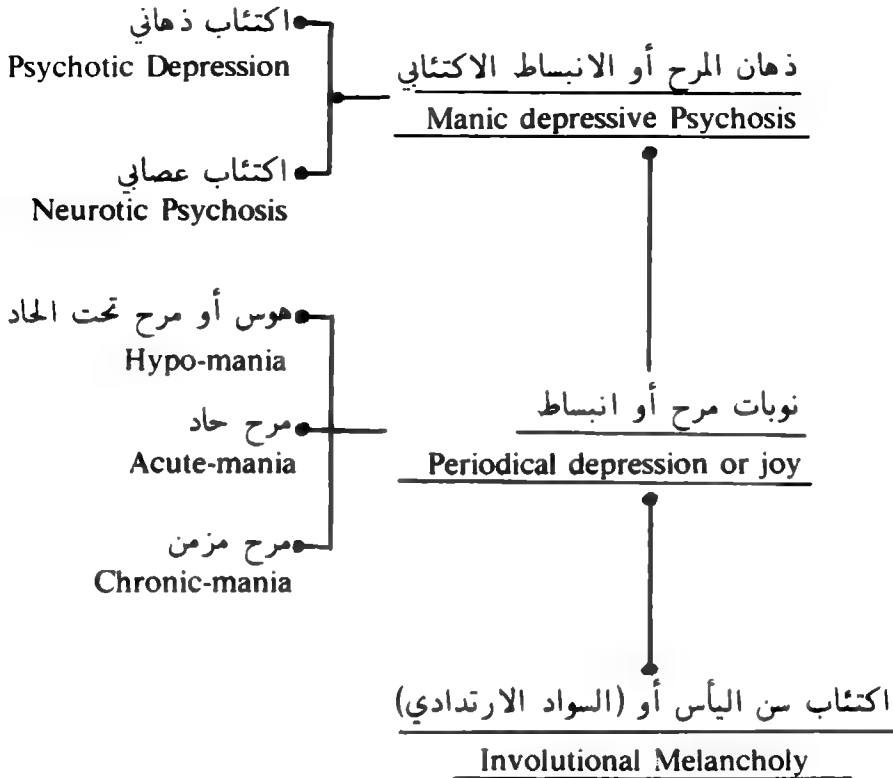 ذهان المرح أو الانبساط الاكتئابي
Manic depressive Psychosis
اكتئاب ذهاني
Psychotic Depression
اكتئاب عصابي
Neurotic Psychosis
نوبات مرح أو انبساط
Periodical depression or joy
هوس أو مرح تحت الحاد
Hypo-mania
مرح حاد
Acute-mania
مرح مزمن
Chronic-mania
اكتئاب سن اليأس أو (السواد الارتدادي)
Involutional Melancholy